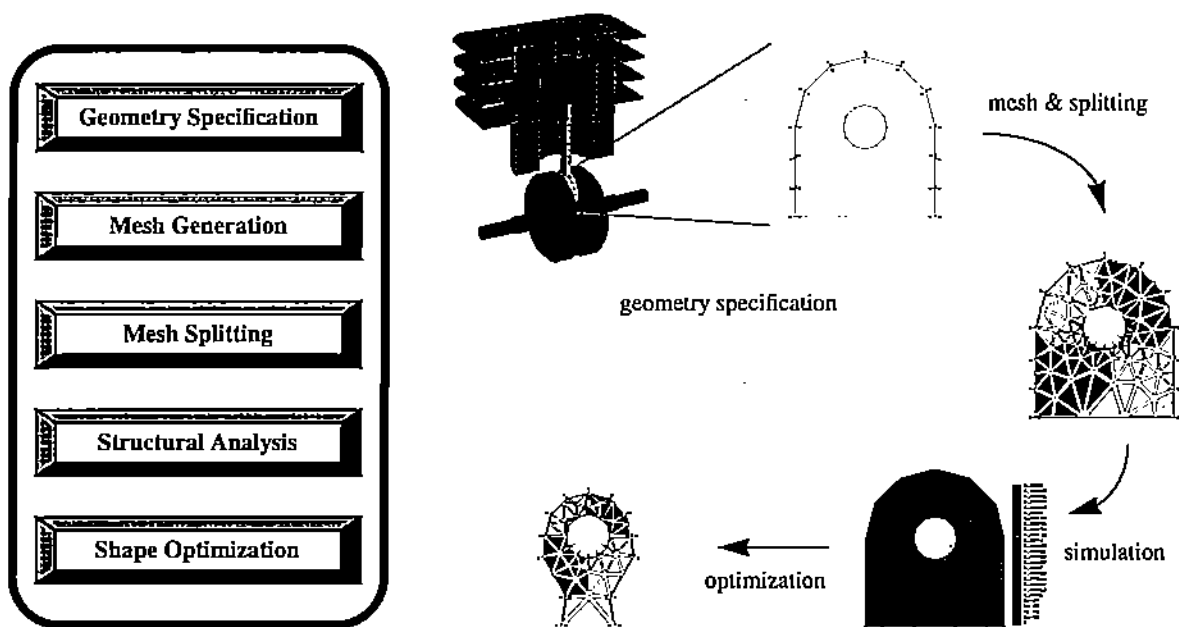 Geometry Specification
Mesh Generation
Mesh Splitting
Structural Analysis
Shape Optimization
mesh & splitting
geometry specification
simulation
optimization